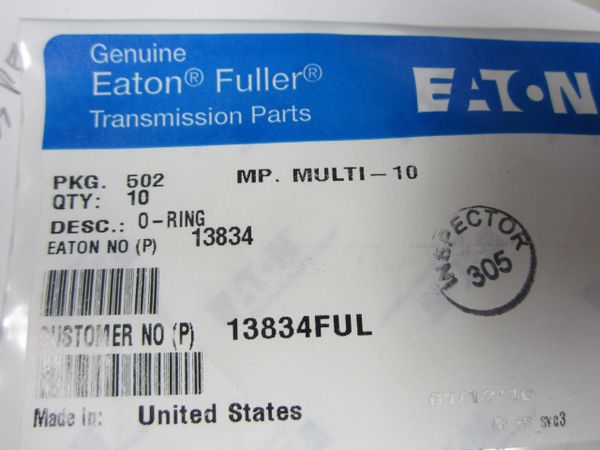 Genuine
Eaton® Fuller®
Transmission Parts
EATON
PKG. 502 MP. MULTI-10
QTY: 10
DESC.: O-RING
EATON NO (P) 13834
INSPECTOR
305
CUSTOMER NO (P) 13834FUL
Made In: United States